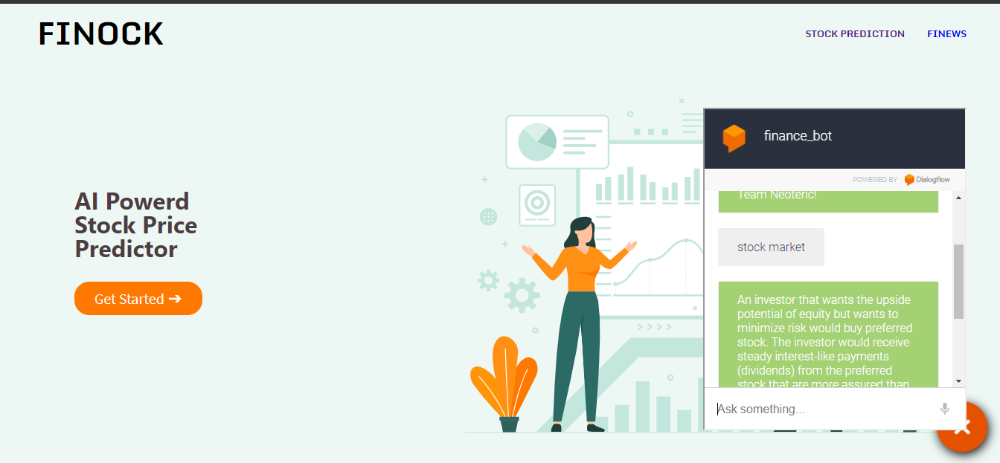 FINOCK
STOCK PREDICTION
FINEWS
AI Powerd
Stock Price
Predictor
Get Started ➔
finance_bot
POWERED BY Dialogflow
Team Neoteric!
stock market
An investor that wants the upside
potential of equity but wants to
minimize risk would buy preferred
stock. The investor would receive
steady interest-like payments
(dividends) from the preferred
stock that are more assured than
Ask something...